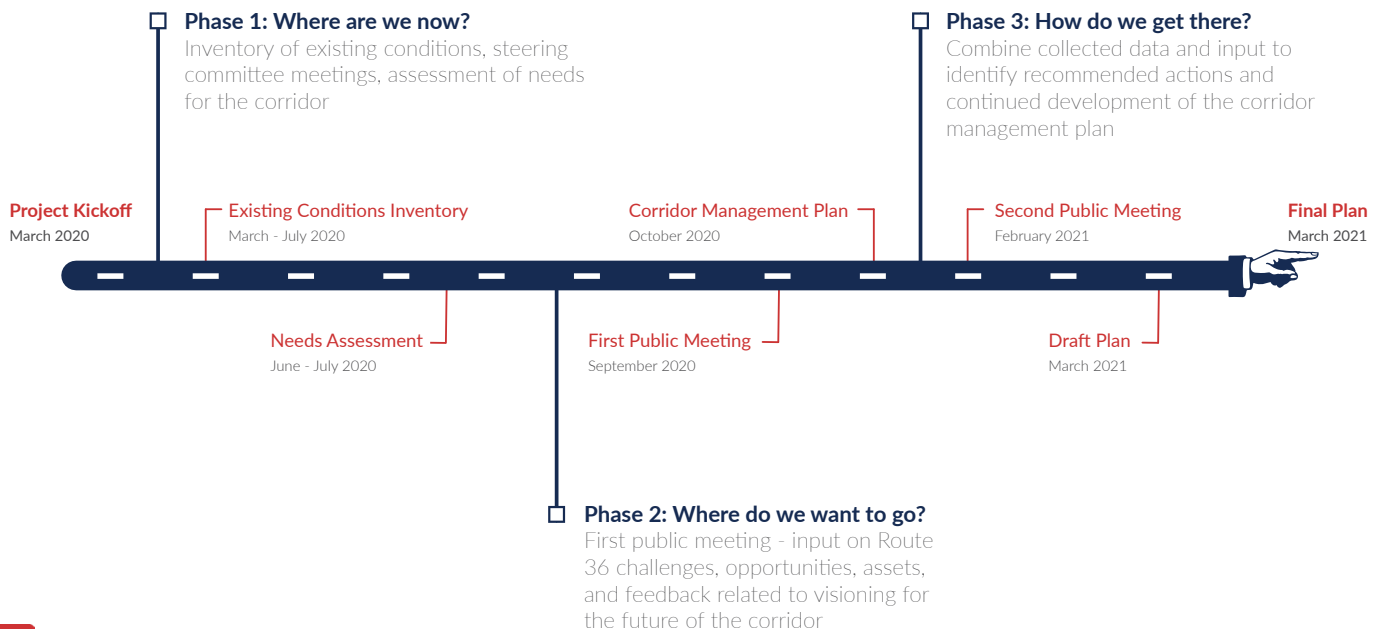 Phase 1: Where are we now?
Inventory of existing conditions, steering
committee meetings, assessment of needs
for the corridor
Phase 3: How do we get there?
Combine collected data and input to
identify recommended actions and
continued development of the corridor
management plan
Project Kickoff
March 2020
Existing Conditions Inventory
March - July 2020
Corridor Management Plan
October 2020
Second Public Meeting
February 2021
Final Plan
March 2021
Needs Assessment
June - July 2020
First Public Meeting
September 2020
Draft Plan
March 2021
Phase 2: Where do we want to go?
First public meeting - input on Route
36 challenges, opportunities, assets,
and feedback related to visioning for
the future of the corridor